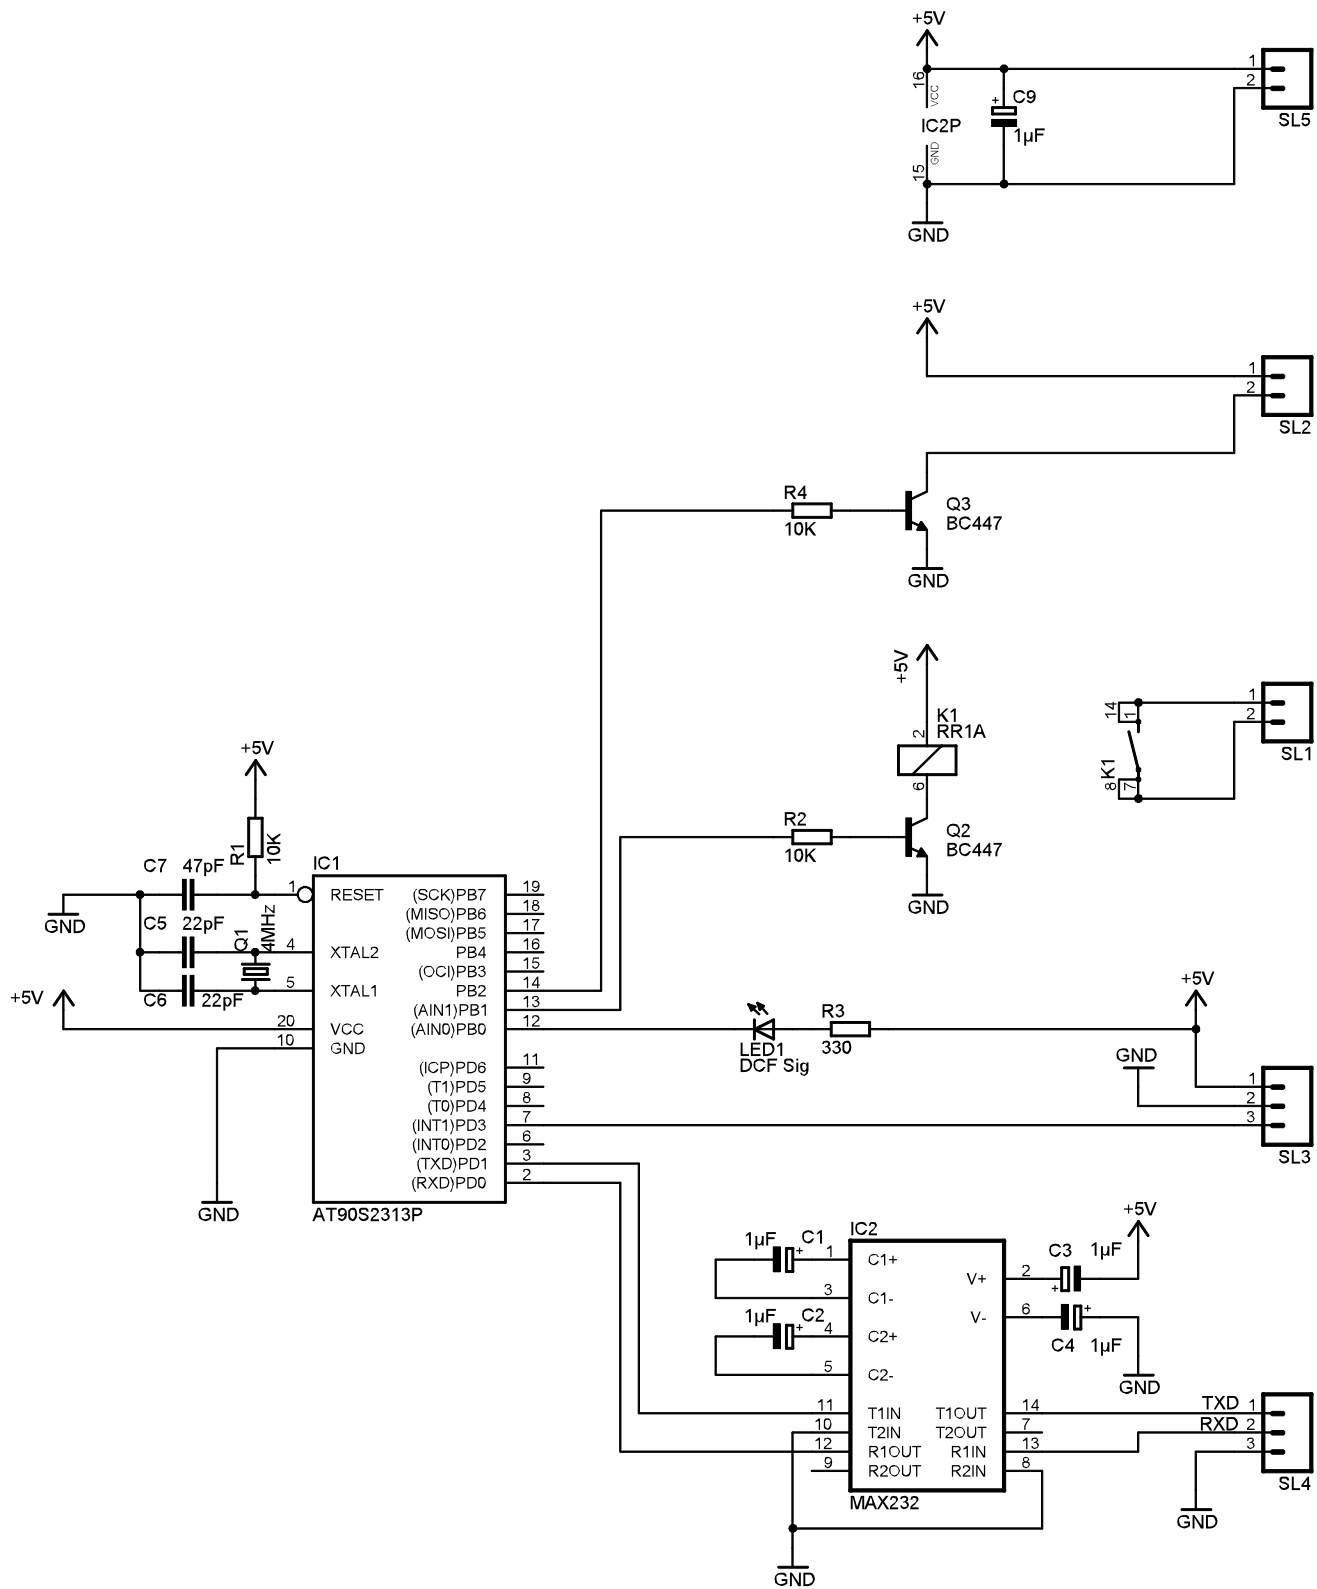 +5V
16
VCC
C9
1
2
IC2P
1µF
SL5
15
GND
GND
+5V
1
2
SL2
R4
10K
Q3
BC447
GND
+5V
K1
RR1A
2
6
14
1
K1
8
7
1
2
SL1
R2
10K
Q2
BC447
GND
+5V
R1
10K
C7
47pF
C5
22pF
C6
22pF
GND
Q1
4MHz
+5V
GND
IC1
1
RESET
4
XTAL2
5
XTAL1
20
VCC
10
GND
(SCK)PB7
19
(MISO)PB6
18
(MOSI)PB5
17
PB4
16
(OCI)PB3
15
PB2
14
(AIN1)PB1
13
(AIN0)PB0
12
(ICP)PD6
11
(T1)PD5
9
(T0)PD4
8
(INT1)PD3
7
(INT0)PD2
6
(TXD)PD1
3
(RXD)PD0
2
AT90S2313P
LED1
DCF Sig
R3
330
+5V
GND
1
2
3
SL3
1µF
C1
1µF
C2
IC2
1
C1+
3
C1-
4
C2+
5
C2-
11
T1IN
10
T2IN
12
R1OUT
9
R2OUT
V+
2
V-
6
T1OUT
14
T2OUT
7
R1IN
13
R2IN
8
MAX232
C3
1µF
+5V
C4
1µF
GND
TXD
1
RXD
2
3
SL4
GND
GND